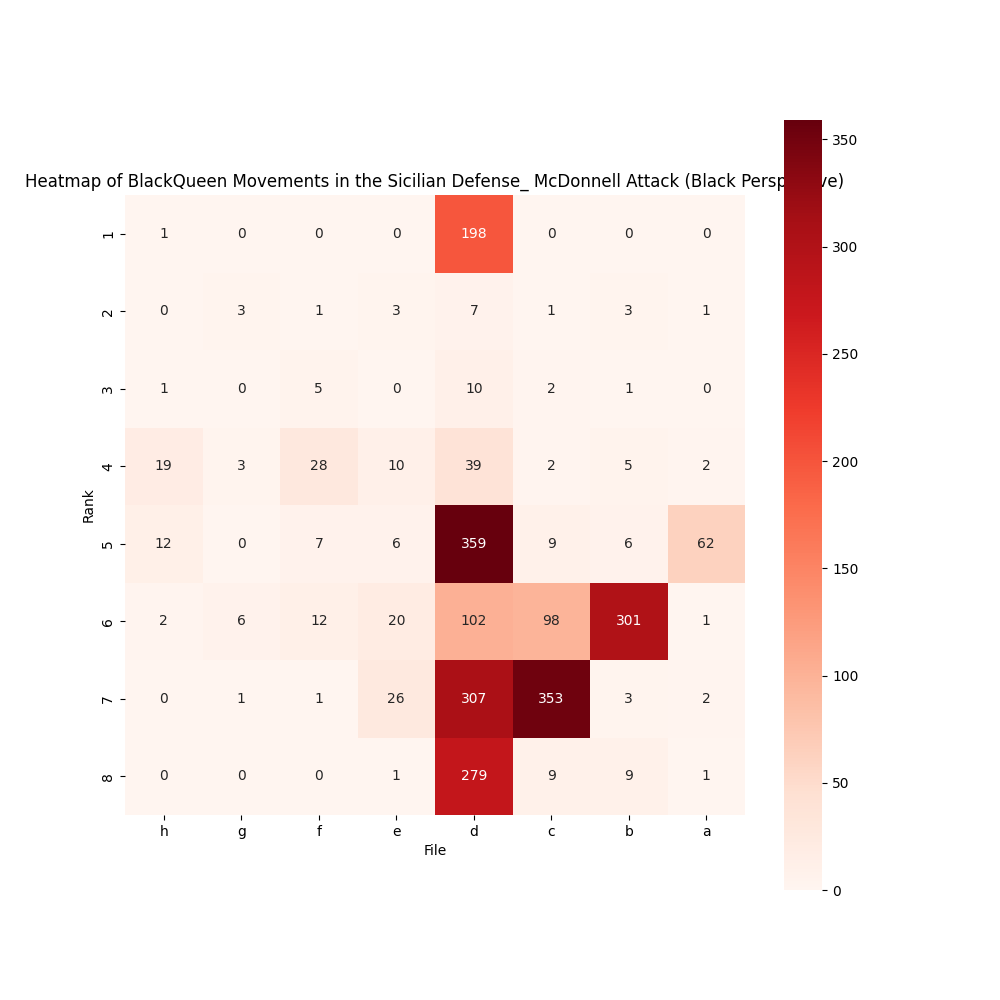 Heatmap of BlackQueen Movements in the Sicilian Defense_ McDonnell Attack (Black Perspective)
350
300
250
200
150
100
50
0
Rank
1 1 0 0 0 198 0 0 0
2 0 3 1 3 7 1 3 1
3 1 0 5 0 10 2 1 0
4 19 3 28 10 39 2 5 2
5 12 0 7 6 359 9 6 62
6 2 6 12 20 102 98 301 1
7 0 1 1 26 307 353 3 2
8 0 0 0 1 279 9 9 1
h g f e d c b a
File